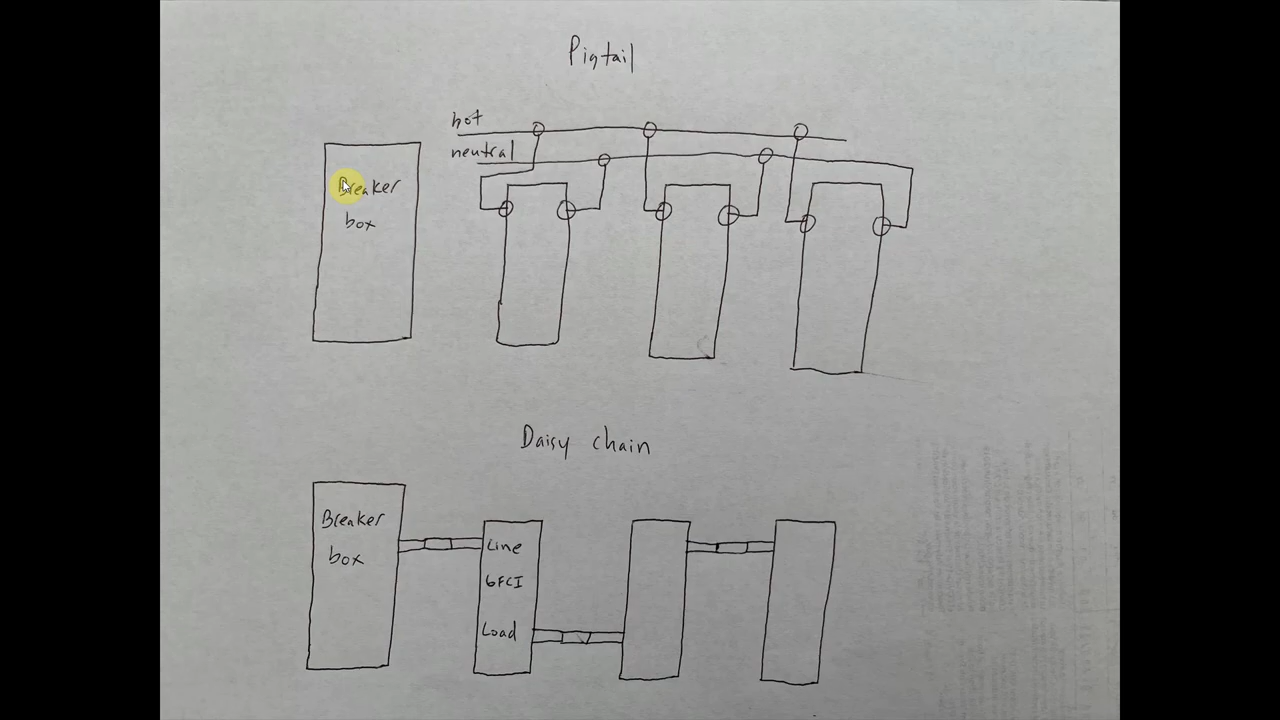 Pigtail
hot
neutral
Breaker
box
Daisy chain
Breaker
box
Line
GFCI
Load